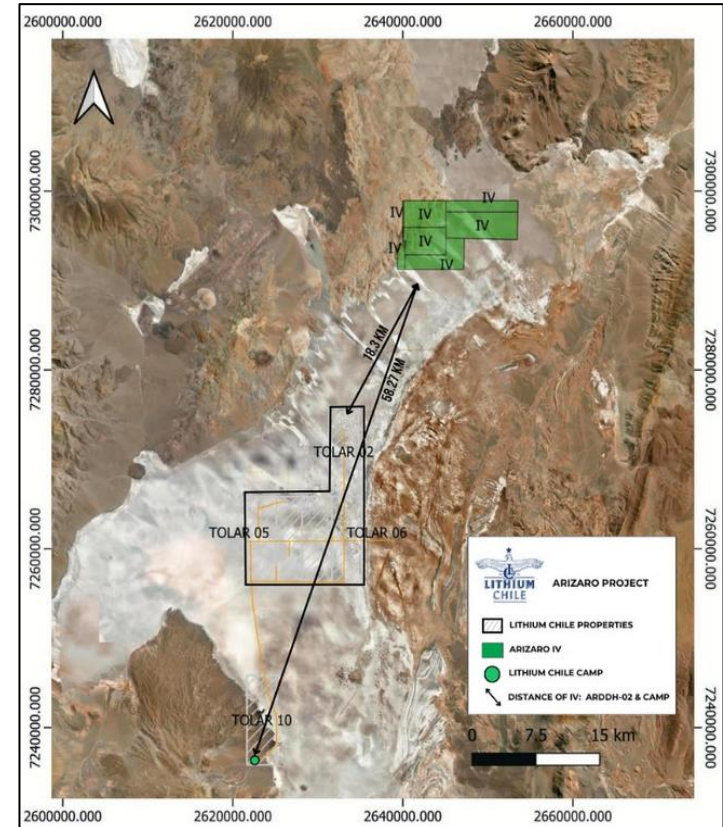 2600000.000 2620000.000 2640000.000 2660000.000
7300000.000 7300000.000
IV
IV IV
IV
IV
IV
IV
18.3 KM
7280000.000 7280000.000
58.27 KM
TOLAR 02
TOLAR 05 TOLAR 06
7260000.000 7260000.000
LITHIUM
CHILE
ARIZARO PROJECT
LITHIUM CHILE PROPERTIES
ARIZARO IV
LITHIUM CHILE CAMP
DISTANCE OF IV: ARDDH-02 & CAMP
TOLAR 10
7240000.000 7240000.000
0 7.5 15 km
2600000.000 2620000.000 2640000.000 2660000.000